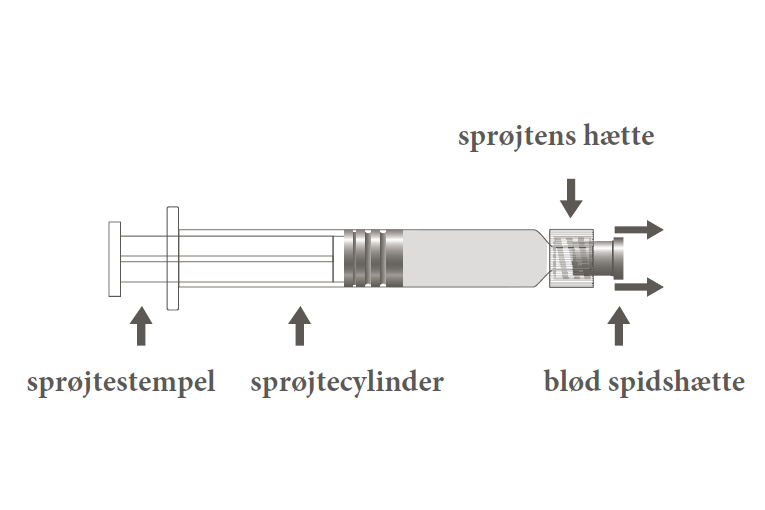 sprøjtens hætte
sprøjtestempel
sprøjtecylinder
blød spidshætte